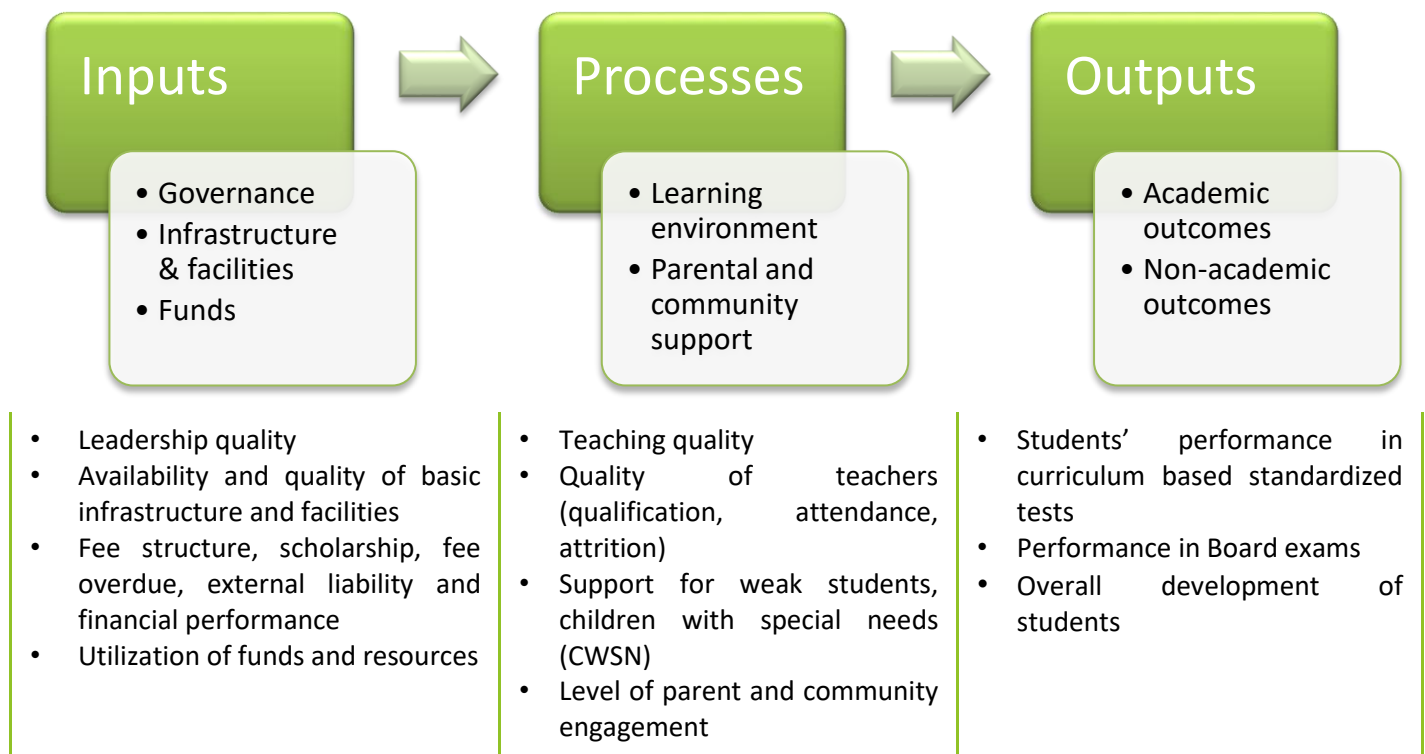 Inputs
• Governance
• Infrastructure
& facilities
• Funds
Processes
• Learning
environment
• Parental and
community
support
Outputs
• Academic
outcomes
• Non-academic
outcomes
• Leadership quality
• Availability and quality of basic
infrastructure and facilities
• Fee structure, scholarship, fee
overdue, external liability and
financial performance
• Utilization of funds and resources
• Teaching quality
• Quality of teachers
(qualification, attendance,
attrition)
• Support for weak students,
children with special needs
(CWSN)
• Level of parent and community
engagement
• Students’ performance in
curriculum based standardized
tests
• Performance in Board exams
• Overall development of
students